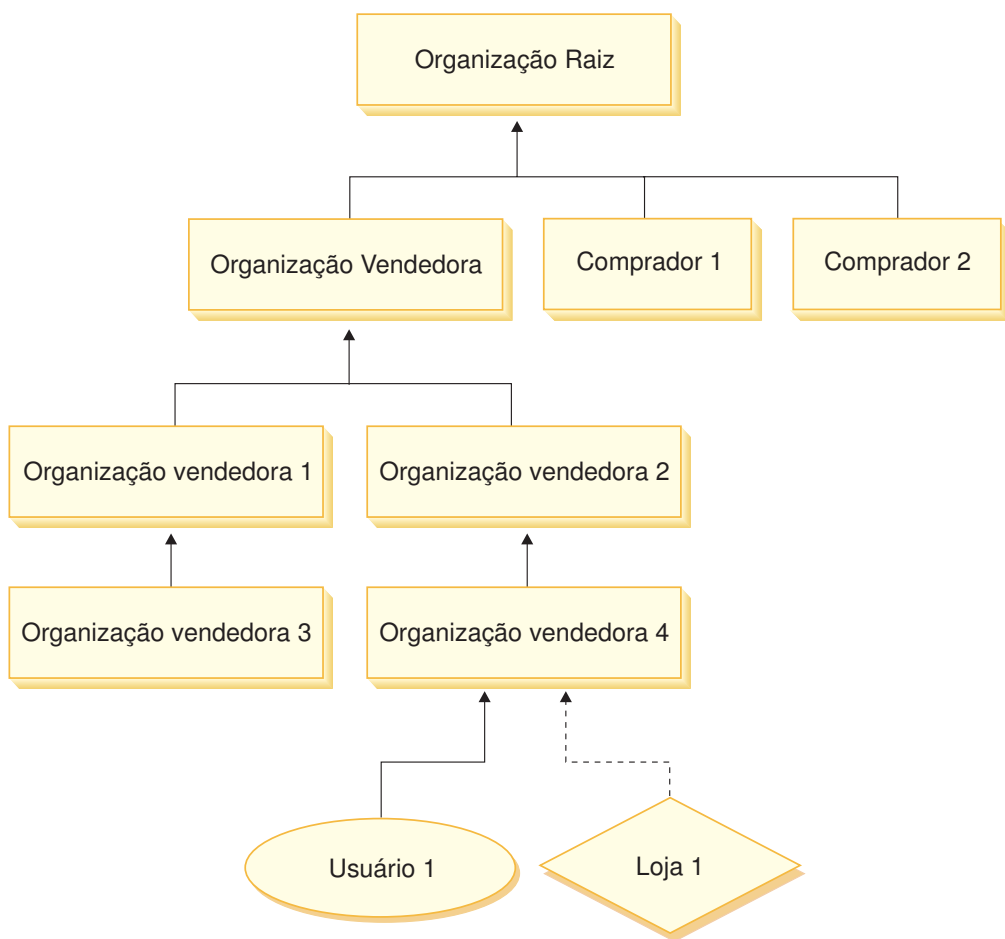 Organização Raiz
Organização Vendedora
Comprador 1
Comprador 2
Organização vendedora 1
Organização vendedora 2
Organização vendedora 3
Organização vendedora 4
Usuário 1
Loja 1